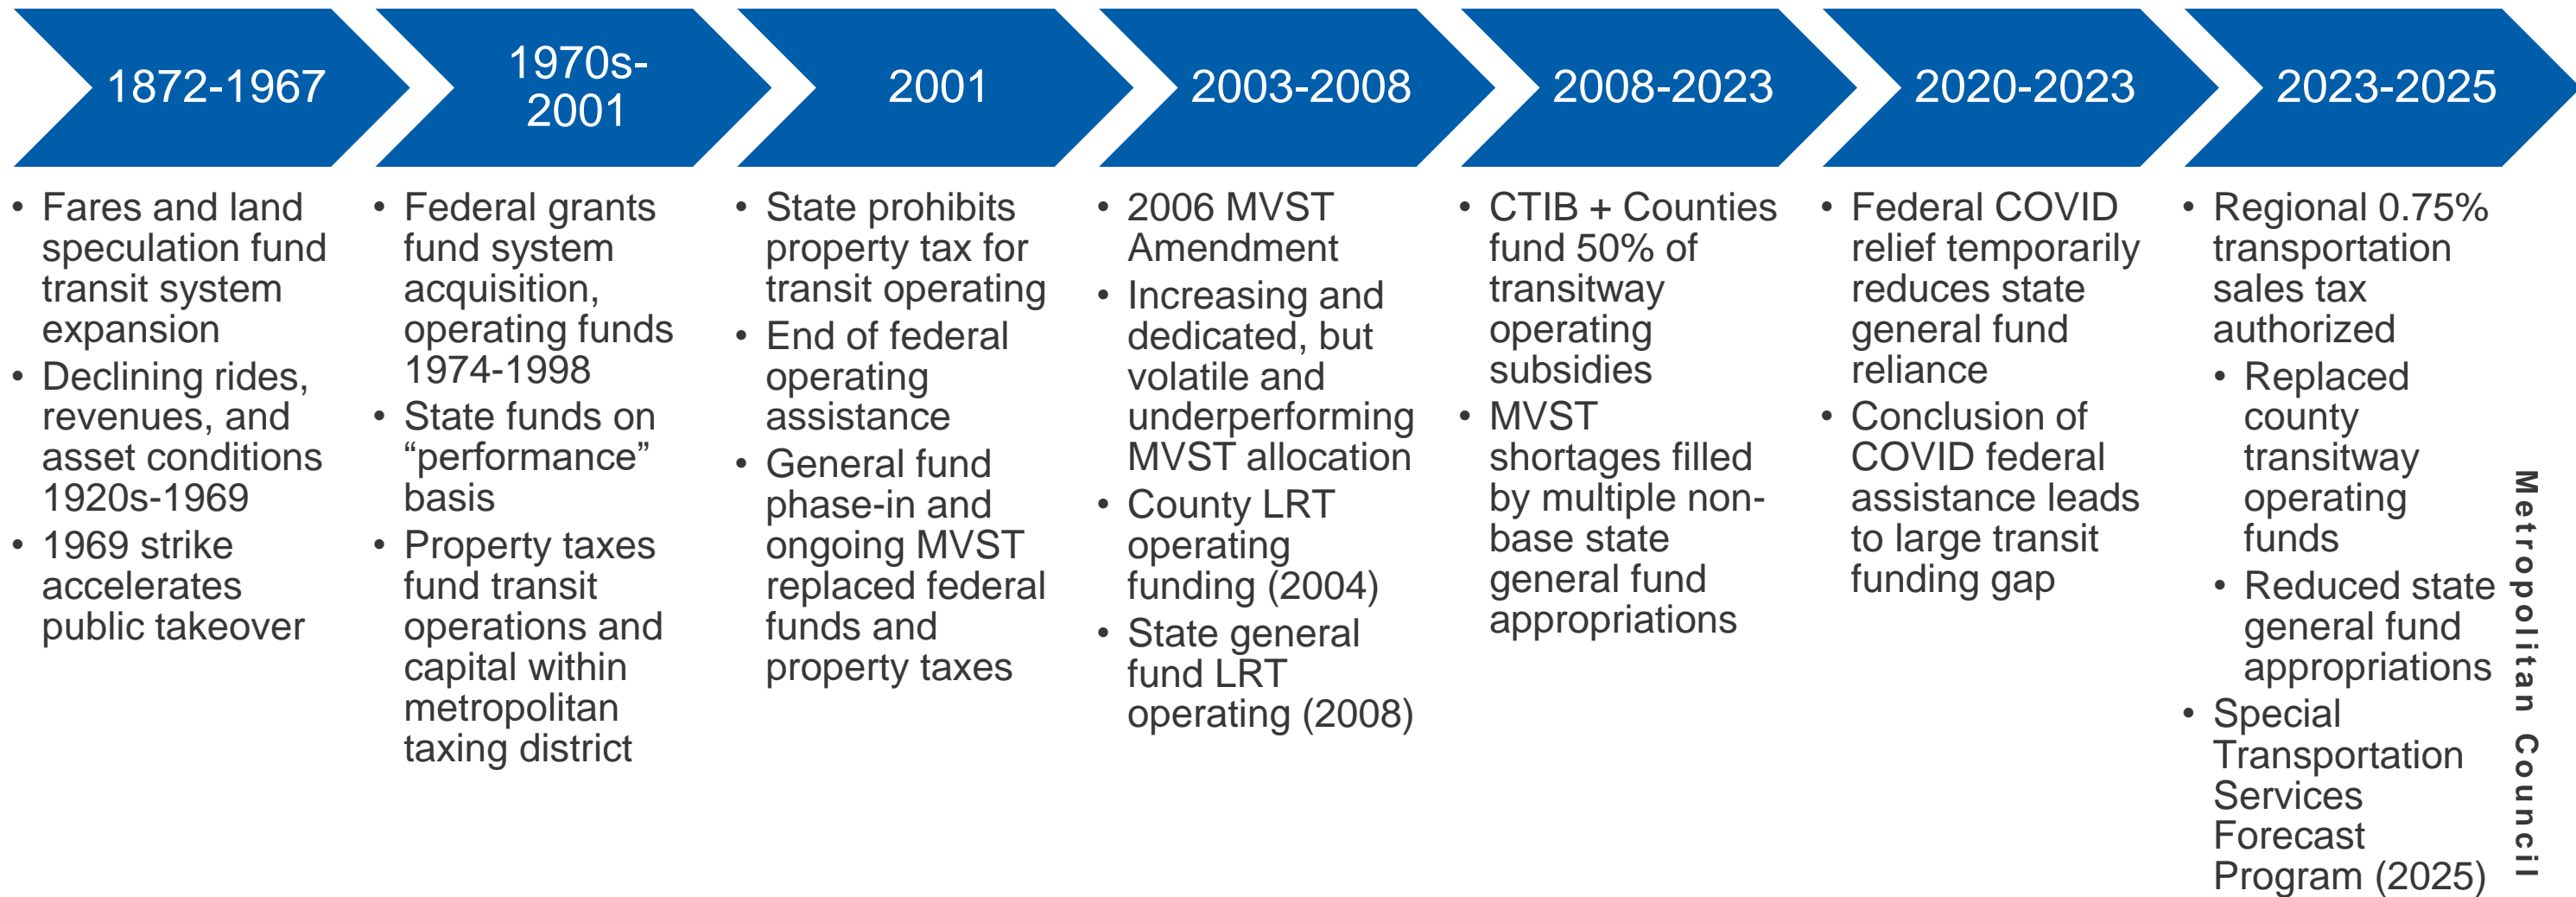 1872-1967
• Fares and land
speculation fund
transit system
expansion
• Declining rides,
revenues, and
asset conditions
1920s-1969
• 1969 strike
accelerates
public takeover
1970s-
2001
• Federal grants
fund system
acquisition,
operating funds
1974-1998
• State funds on
“performance”
basis
• Property taxes
fund transit
operations and
capital within
metropolitan
taxing district
2001
• State prohibits
property tax for
transit operating
• End of federal
operating
assistance
• General fund
phase-in and
ongoing MVST
replaced federal
funds and
property taxes
2003-2008
• 2006 MVST
Amendment
• Increasing and
dedicated, but
volatile and
underperforming
MVST allocation
• County LRT
operating
funding (2004)
• State general
fund LRT
operating (2008)
2008-2023
• CTIB + Counties
fund 50% of
transitway
operating
subsidies
• MVST
shortages filled
by multiple non-
base state
general fund
appropriations
2020-2023
• Federal COVID
relief temporarily
reduces state
general fund
reliance
• Conclusion of
COVID federal
assistance leads
to large transit
funding gap
2023-2025
• Regional 0.75%
transportation
sales tax
authorized
• Replaced
county
transitway
operating
funds
• Reduced state
general fund
appropriations
• Special
Transportation
Services
Forecast
Program (2025)
Metropolitan Council